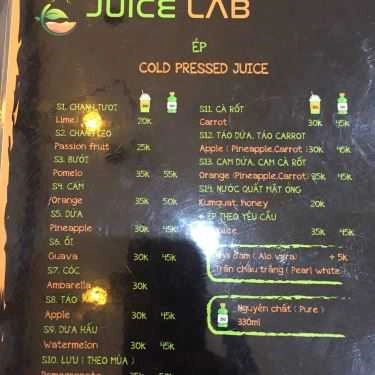 JUICE LAB
ÉP
COLD PRESSED JUICE
S1. CHANH TƯƠI
Lime 20K
S2. CHANH LEO
Passion fruit 25K
S3. BƯỞI
Pomelo 35K 55K
S4. CAM
Orange 35K 50K
S5. DỨA
Pineapple 30K 45K
S6. ỔI
Guava 30K 45K
S7. CÓC
Ambarella 30K
S8. TÁO
Apple 30K 45K
S9. DƯA HẤU
Watermelon 30K 45K
S10. LỰU ( THEO MÙA )
S11. CÀ RỐT
Carrot 30K 45K
S12. TÁO DỨA, TÁO CARROT
Apple (Pineapple,Carrot) 30K 45K
S13. CAM DỨA, CAM CÀ RỐT
Orange (Pineapple,Carrot) 35K 45K
S14. NƯỚC QUẤT MẬT ONG
Kumquat, honey 20K
+ ÉP THEO YÊU CẦU
35K 45K
+ 5K
Trân châu trắng ( Pearl white
Nguyên chất ( Pure )
330ml